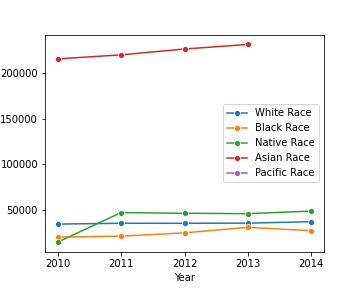 200000
150000
100000
50000
White Race
Black Race
Native Race
Asian Race
Pacific Race
2010 2011 2012 2013 2014
Year